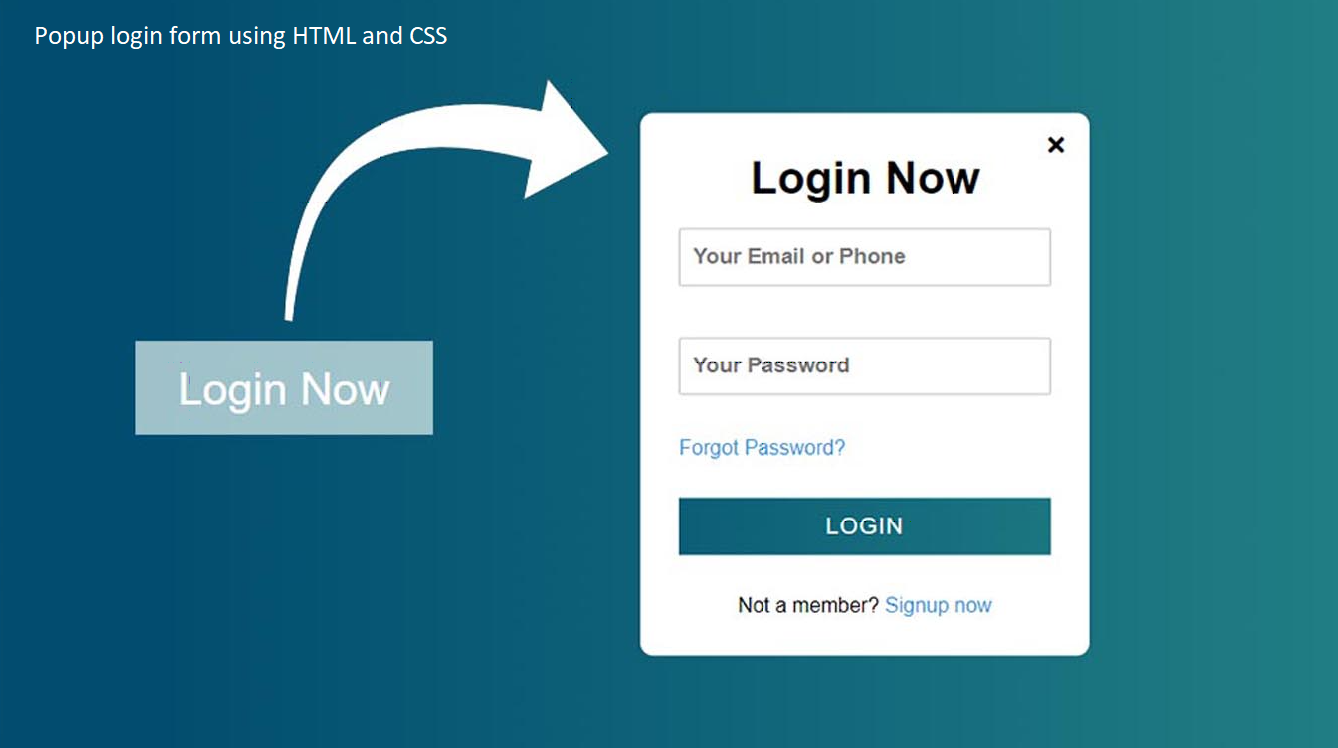 Popup login form using HTML and CSS
Login Now
Login Now
Your Email or Phone
Your Password
Forgot Password?
LOGIN
Not a member? Signup now